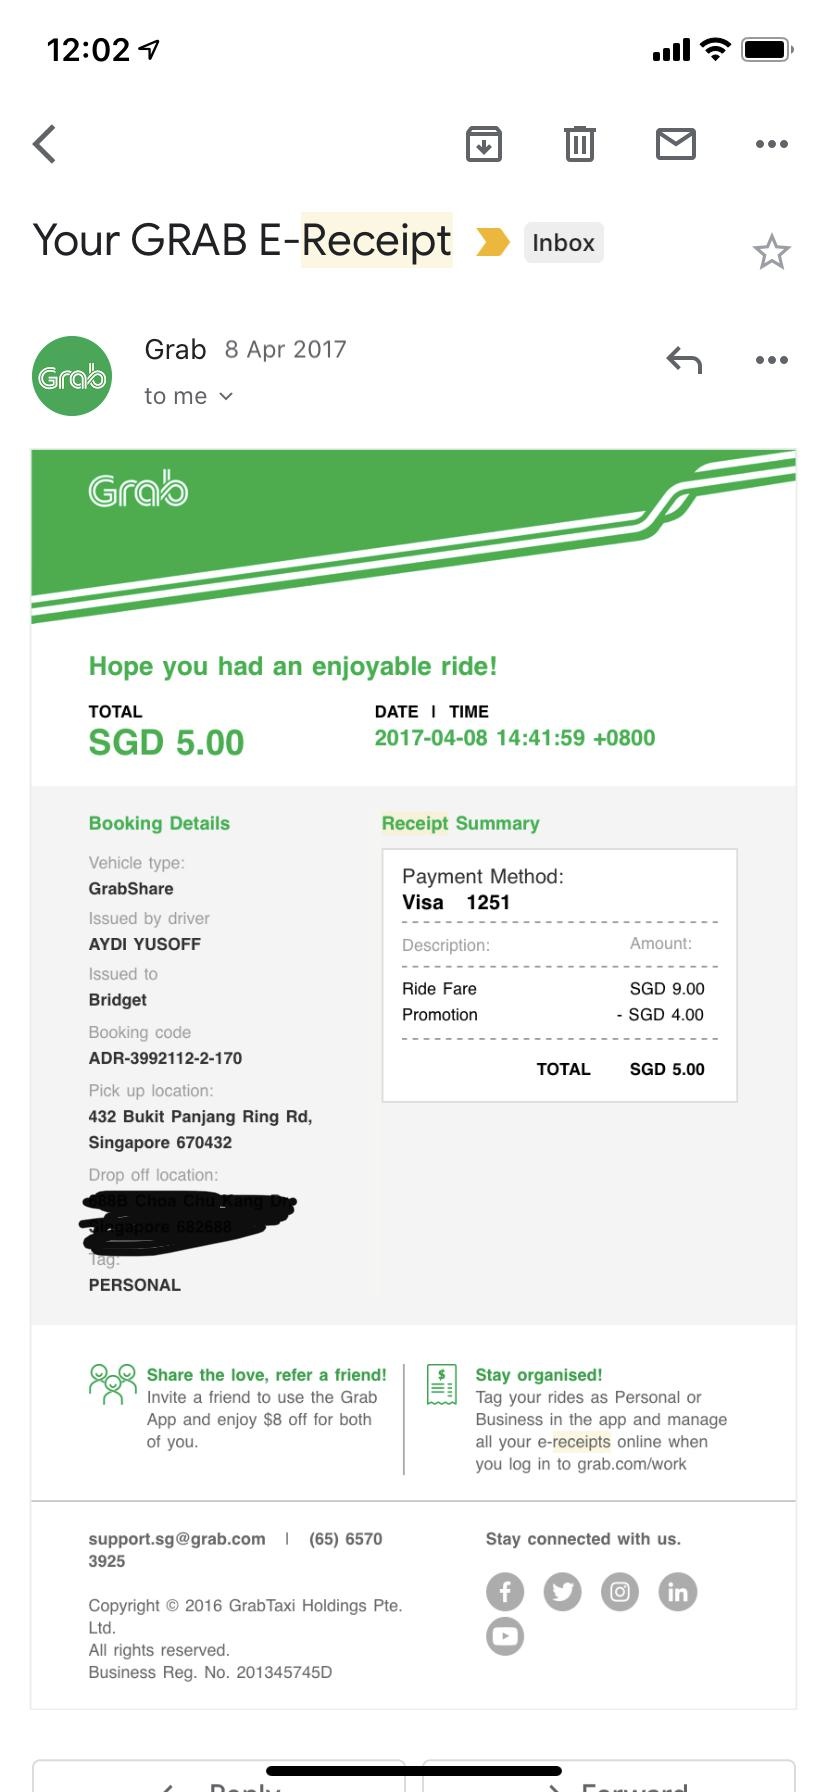 12:02
Your GRAB E-Receipt Inbox
Grab 8 Apr 2017
Grab
to me
Grab
Hope you had an enjoyable ride!
TOTAL DATE | TIME
SGD 5.00 2017-04-08 14:41:59 +0800
Booking Details
Vehicle type:
GrabShare
Issued by driver
AYDI YUSOFF
Issued to
Bridget
Booking code
ADR-3992112-2-170
Pick up location:
432 Bukit Panjang Ring Rd,
Singapore 670432
Drop off location:
Tag:
PERSONAL
Receipt Summary
Payment Method:
Visa 1251
Description: Amount:
Ride Fare SGD 9.00
Promotion - SGD 4.00
TOTAL SGD 5.00
Share the love, refer a friend!
Invite a friend to use the Grab
App and enjoy $8 off for both
of you.
Stay organised!
Tag your rides as Personal or
Business in the app and manage
all your e-receipts online when
you log in to grab.com/work
support.sg@grab.com | (65) 6570
3925
Copyright © 2016 GrabTaxi Holdings Pte.
Ltd.
All rights reserved.
Business Reg. No. 201345745D
Stay connected with us.
Reply Forward